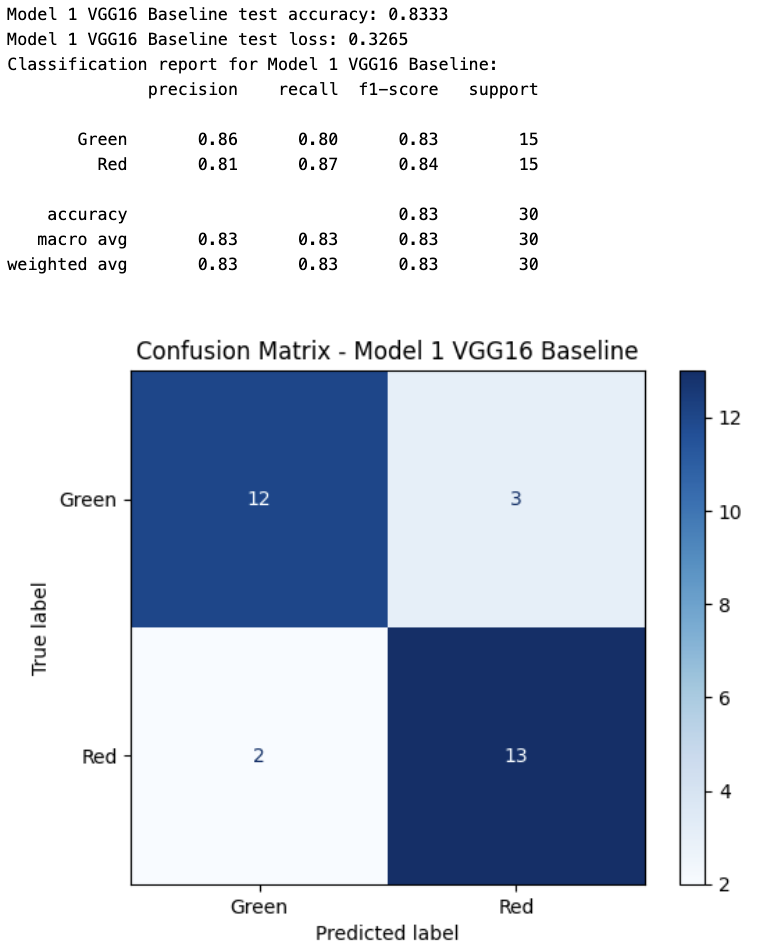 Model 1 VGG16 Baseline test accuracy: 0.8333
Model 1 VGG16 Baseline test loss: 0.3265
Classification report for Model 1 VGG16 Baseline:
precision recall f1-score support
Green 0.86 0.80 0.83 15
Red 0.81 0.87 0.84 15
accuracy 0.83 30
macro avg 0.83 0.83 0.83 30
weighted avg 0.83 0.83 0.83 30
Confusion Matrix - Model 1 VGG16 Baseline
True label
Green
12
3
Red
2
13
Green
Red
Predicted label
12
10
8
6
4
2